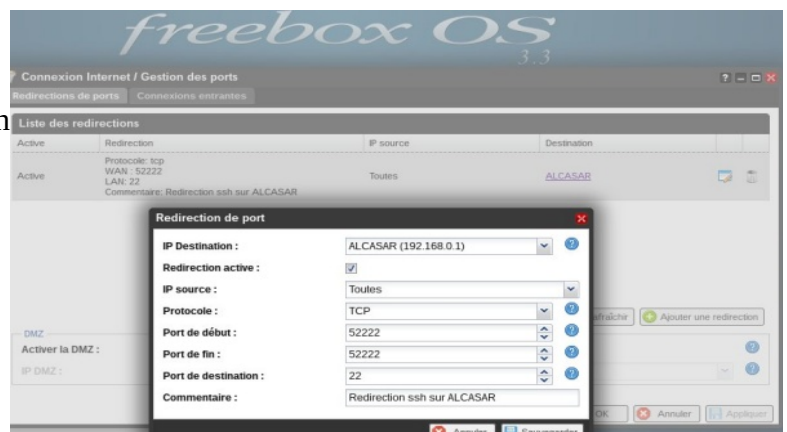 freebox OS
3.3
Connexion Internet / Gestion des ports
Redirections de ports Connexions entrantes
n
Liste des redirections
Active Redirection IP source Destination
Active Protocole: tcp
WAN : 52222
LAN: 22
Commentaire: Redirection ssh sur ALCASAR
Toutes ALCASAR
Redirection de port
IP Destination : ALCASAR (192.168.0.1)
Redirection active :
IP source : Toutes
Protocole : TCP
Port de début : 52222
Port de fin : 52222
Port de destination : 22
Commentaire : Redirection ssh sur ALCASAR
Annuler Sauvegarder
afraîchir Ajouter une redirection
DMZ
Activer la DMZ :
IP DMZ :
OK Annuler Appliquer